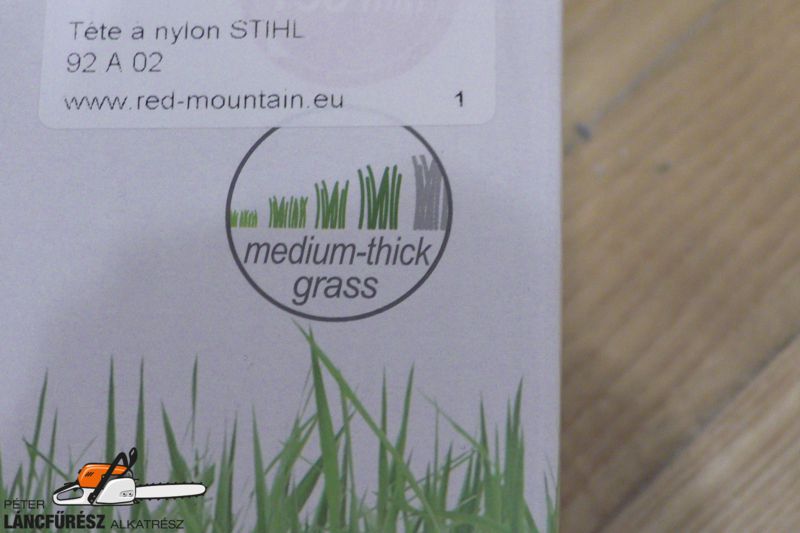 Tête à nylon STIHL
92 A 02
www.red-mountain.eu 1
medium-thick
grass
PÉTER
LÁNCFŰRÉSZ ALKATRÉSZ